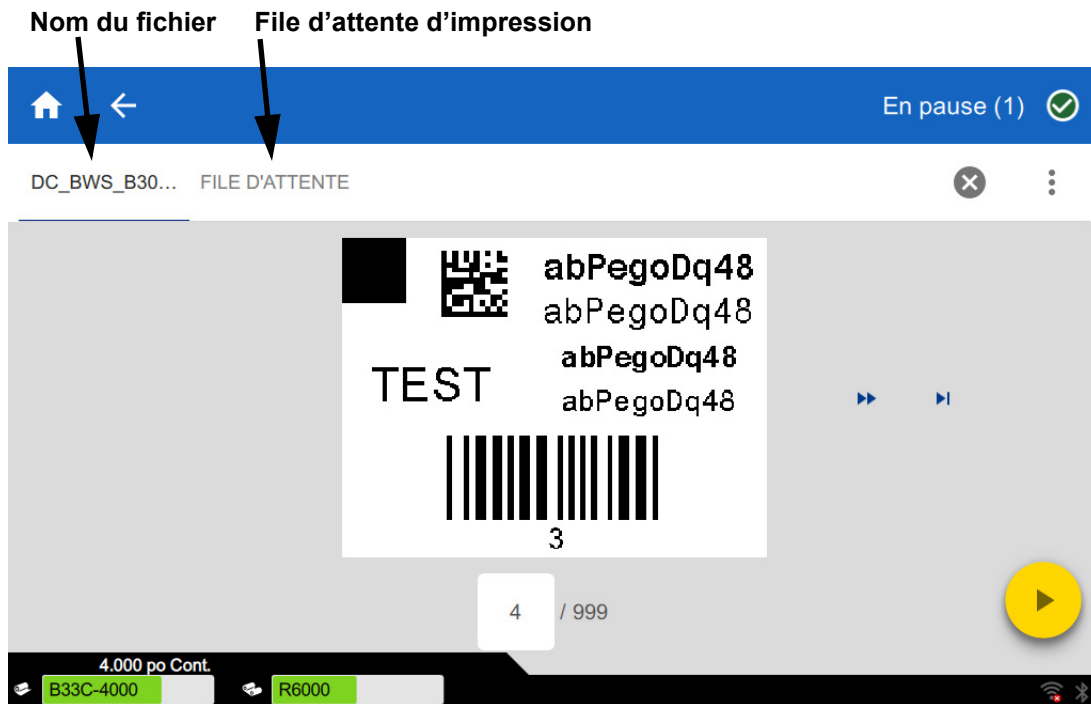 Nom du fichier File d’attente d’impression
En pause (1)
DC_BWS_B30... FILE D'ATTENTE
abPegoDq48
abPegoDq48
abPegoDq48
TEST
abPegoDq48
3
4 / 999
4.000 po Cont.
B33C-4000 R6000